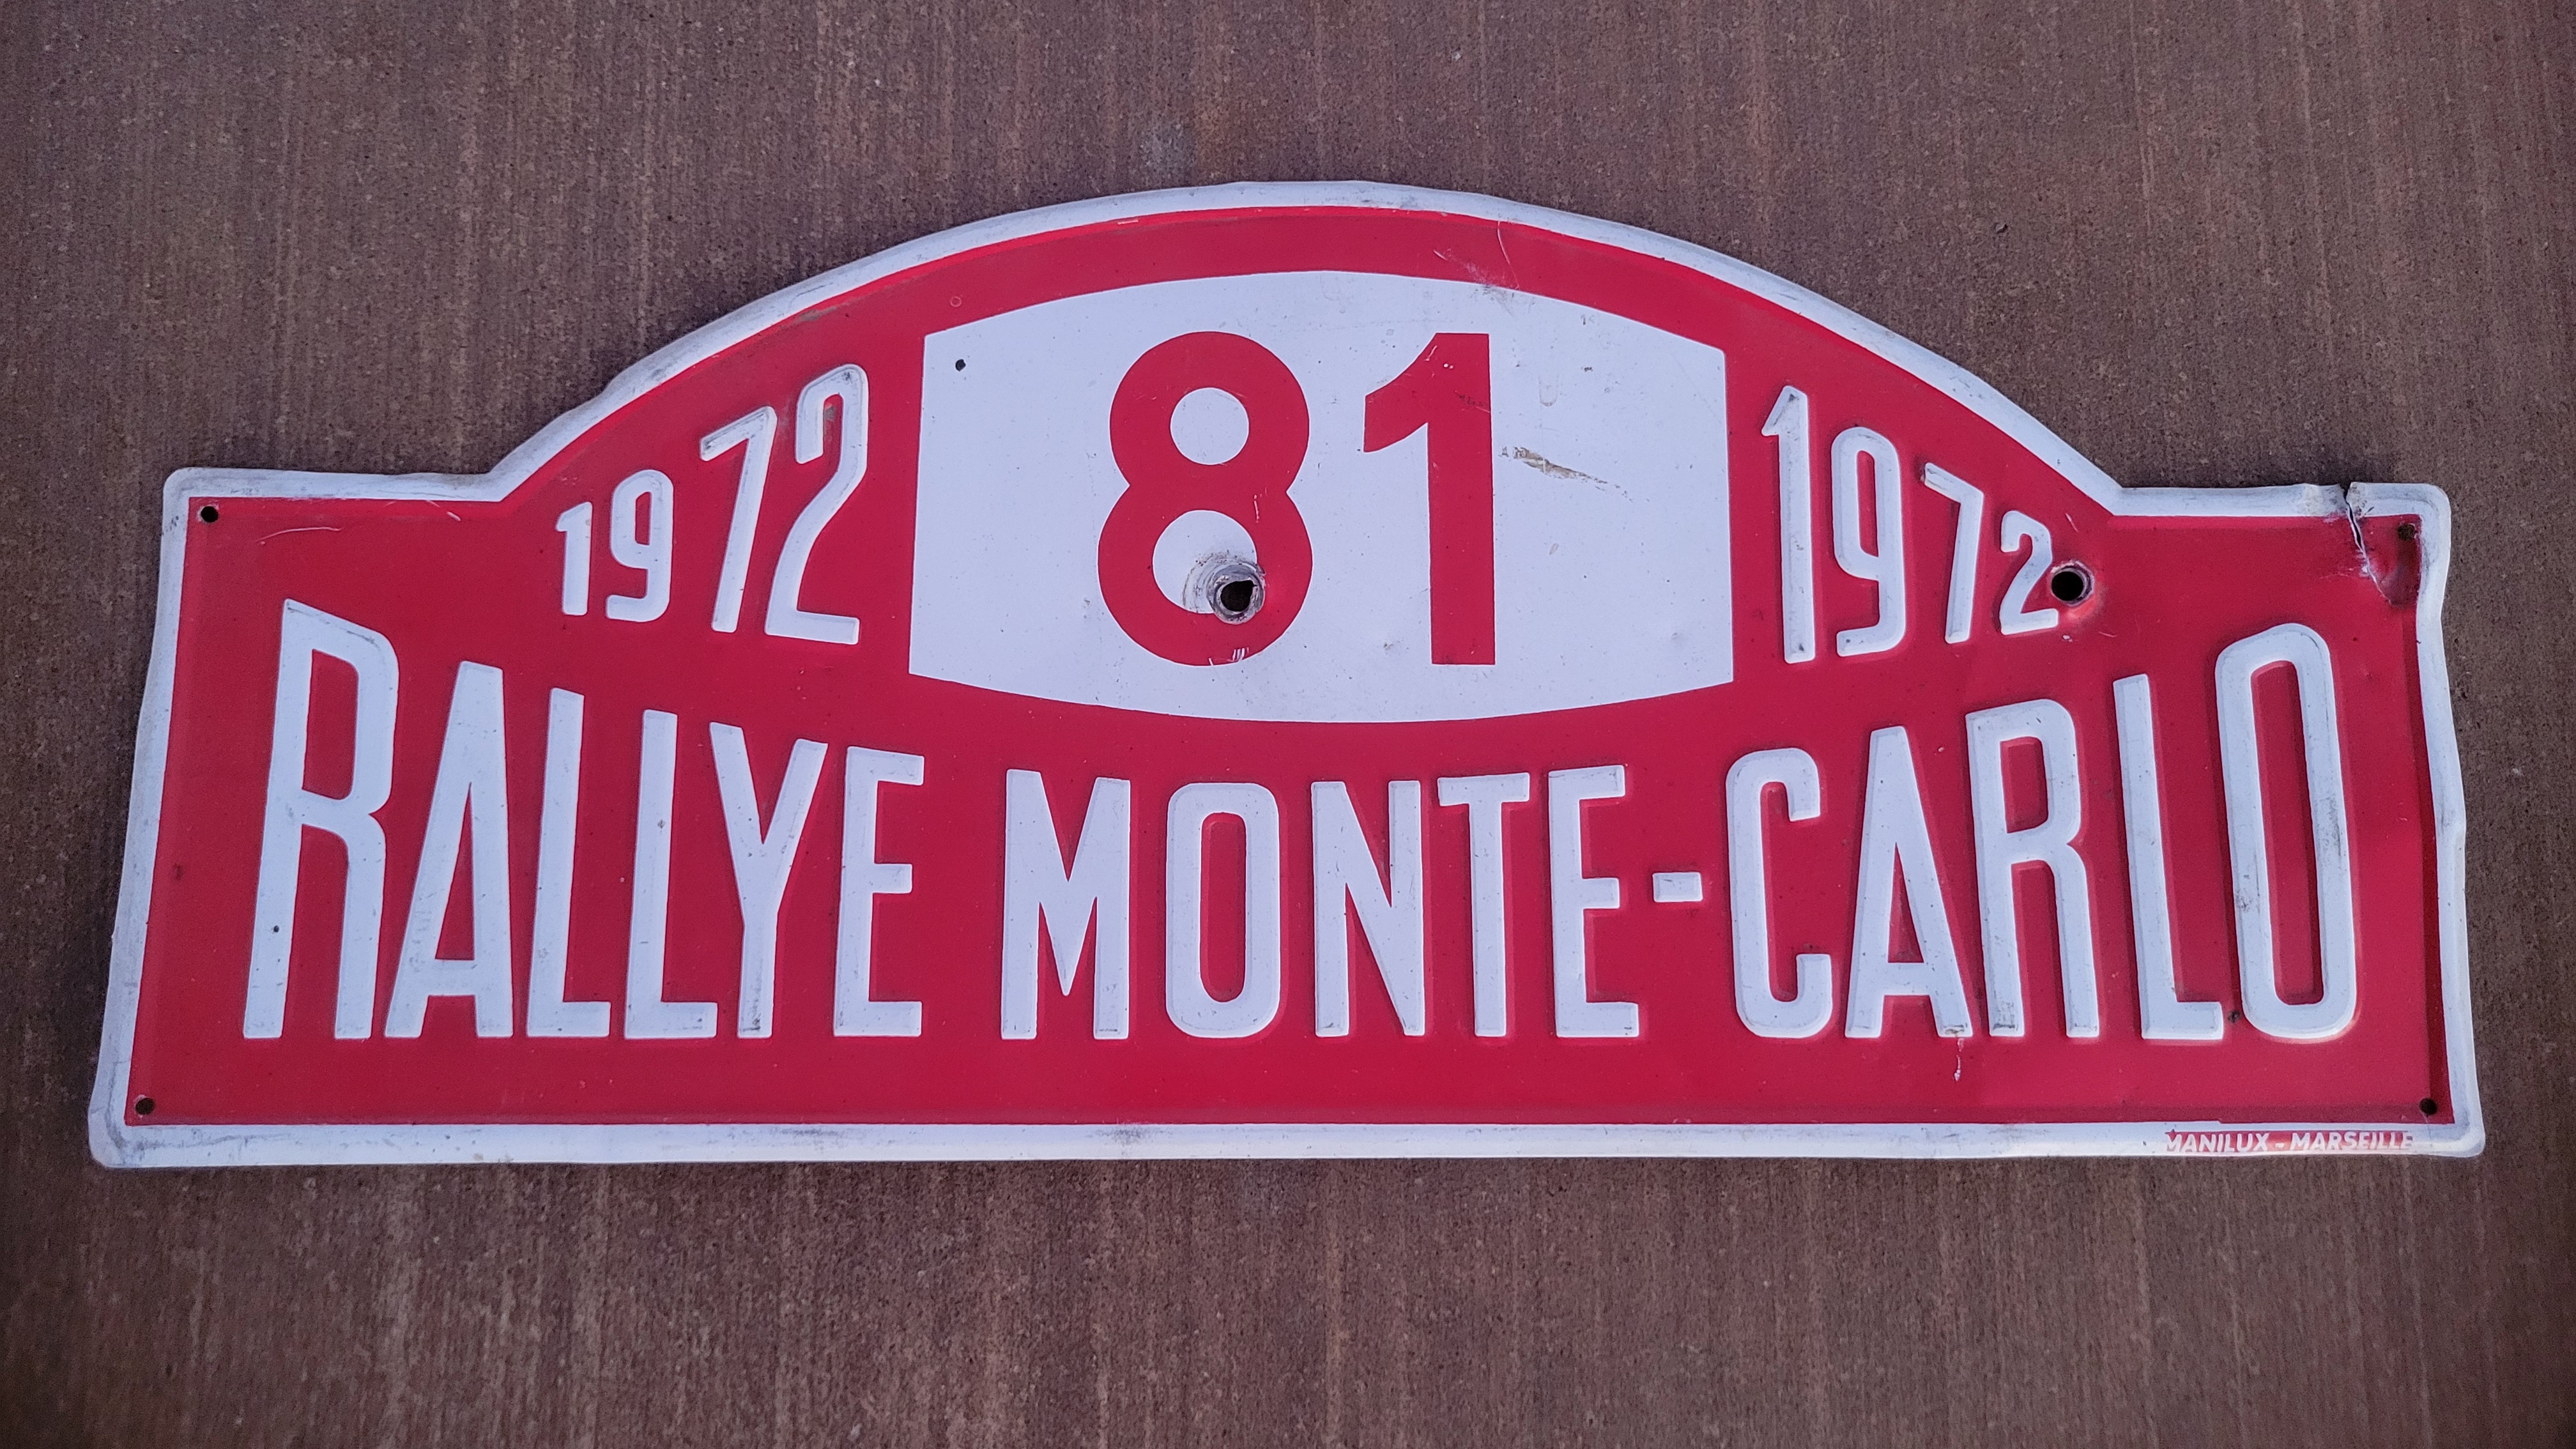 1972 81 1972
RALLYE MONTE-CARLO
MANILUX - MARSEILLE